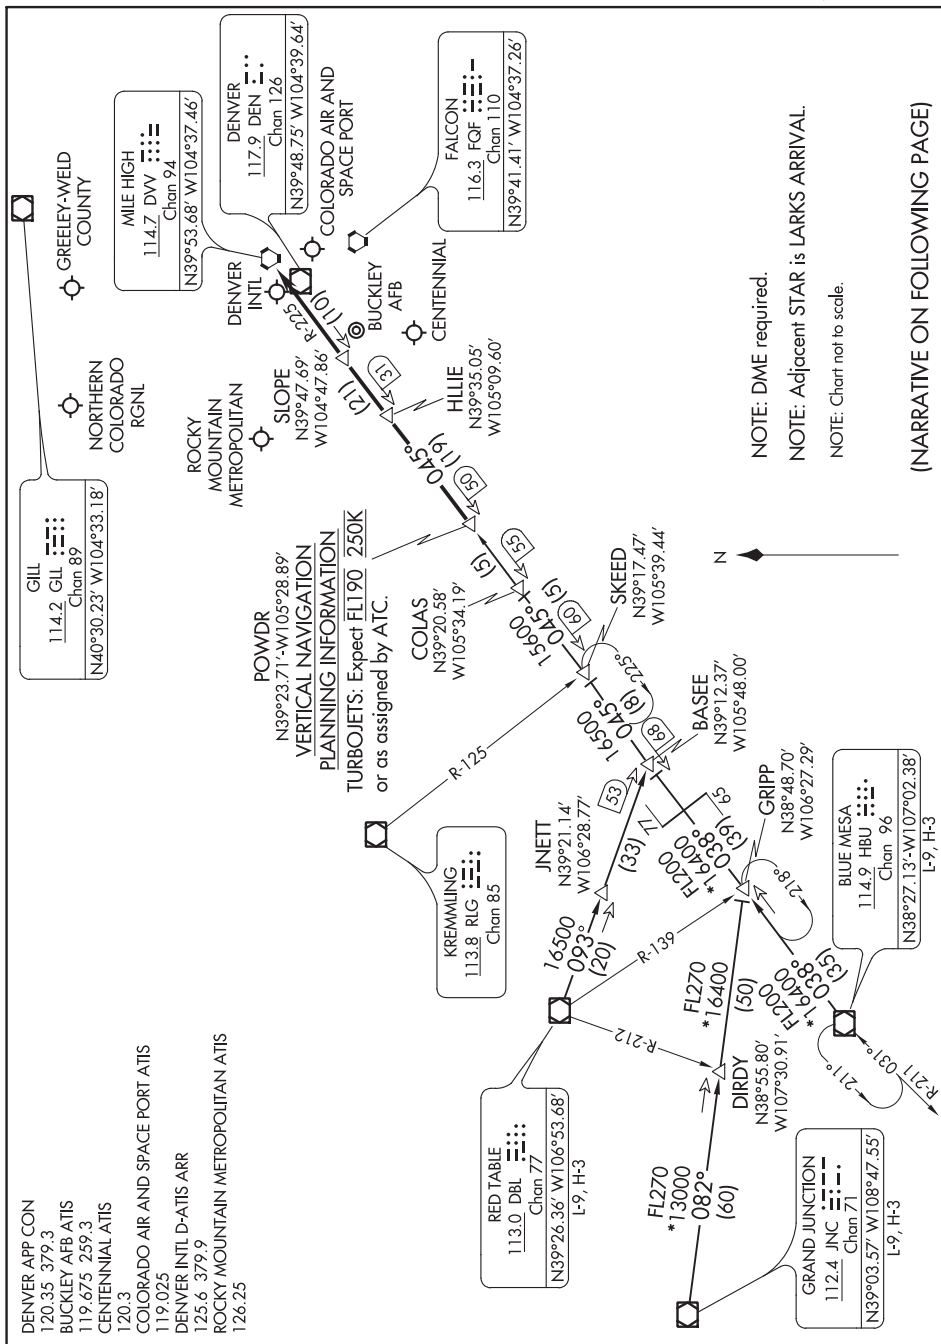 DENVER APP CON
120.35 379.3
BUCKLEY AFB ATIS
119.675 259.3
CENTENNIAL ATIS
120.3
COLORADO AIR AND SPACE PORT ATIS
119.025
DENVER INTL D-ATIS ARR
125.6 379.9
ROCKY MOUNTAIN METROPOLITAN ATIS
126.25
GILL
114.2 GLL
Chan 89
N40°30.23' W104°33.18'
NORTHERN
COLORADO
RGNL
GREELEY-WELD
COUNTY
ROCKY
MOUNTAIN
METROPOLITAN
MILE HIGH
114.7 DVV
Chan 94
N39°53.68' W104°37.46'
DENVER
INTL
DENVER
117.9 DEN
Chan 126
N39°48.75' W104°39.64'
COLORADO AIR AND
SPACE PORT
BUCKLEY
AFB
CENTENNIAL
FALCON
116.3 FQF
Chan 110
N39°41.41' W104°37.26'
R-225
(10)
SLOPE
N39°47.69'
W104°47.86'
(21)
31
HLLIE
N39°35.05'
W105°09.60'
045°
(19)
50
POWDR
N39°23.71'-W105°28.89'
VERTICAL NAVIGATION
PLANNING INFORMATION
TURBOJETS: Expect FL190 250K
or as assigned by ATC.
(5)
55
COLAS
N39°20.58'
W105°34.19'
15600
045°
(5)
60
SKEED
N39°17.47'
W105°39.44'
225°
16500
045°
(8)
68
BASEE
N39°12.37'
W105°48.00'
KREMMLING
113.8 RLG
Chan 85
R-125
JNETT
N39°21.14'
W106°28.77'
53
(33)
16500
093°
(20)
77
65
FL200
*16400
038°
(39)
GRIPP
N38°48.70'
W106°27.29'
218°
RED TABLE
113.0 DBL
Chan 77
N39°26.36' W106°53.68'
L-9, H-3
R-139
R-212
FL270
*16400
(50)
DIRDY
N38°55.80'
W107°30.91'
FL270
*13000
082°
(60)
GRAND JUNCTION
112.4 JNC
Chan 71
N39°03.57' W108°47.55'
L-9, H-3
FL200
*16400
038°
(35)
BLUE MESA
114.9 HBU
Chan 96
N38°27.13'-W107°02.38'
L-9, H-3
211°
031°
R-211
N
NOTE: DME required.
NOTE: Adjacent STAR is LARKS ARRIVAL.
NOTE: Chart not to scale.
(NARRATIVE ON FOLLOWING PAGE)